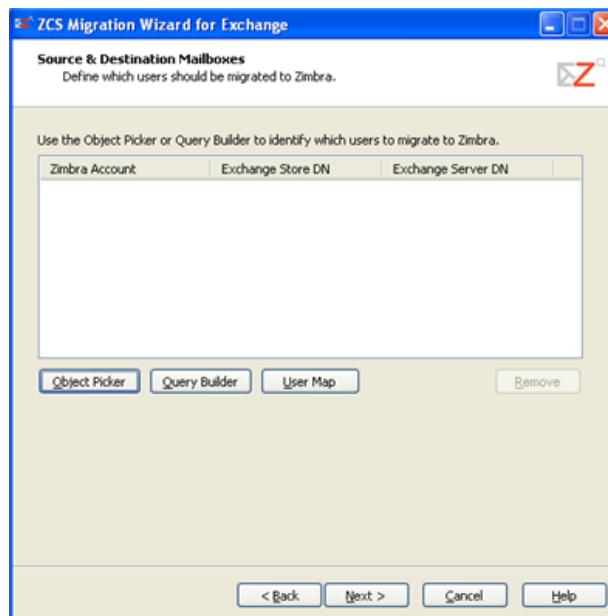 ZCS Migration Wizard for Exchange
Source & Destination Mailboxes
Define which users should be migrated to Zimbra.
Use the Object Picker or Query Builder to identify which users to migrate to Zimbra.
Zimbra Account Exchange Store DN Exchange Server DN
Object Picker Query Builder User Map Remove
< Back Next > Cancel Help